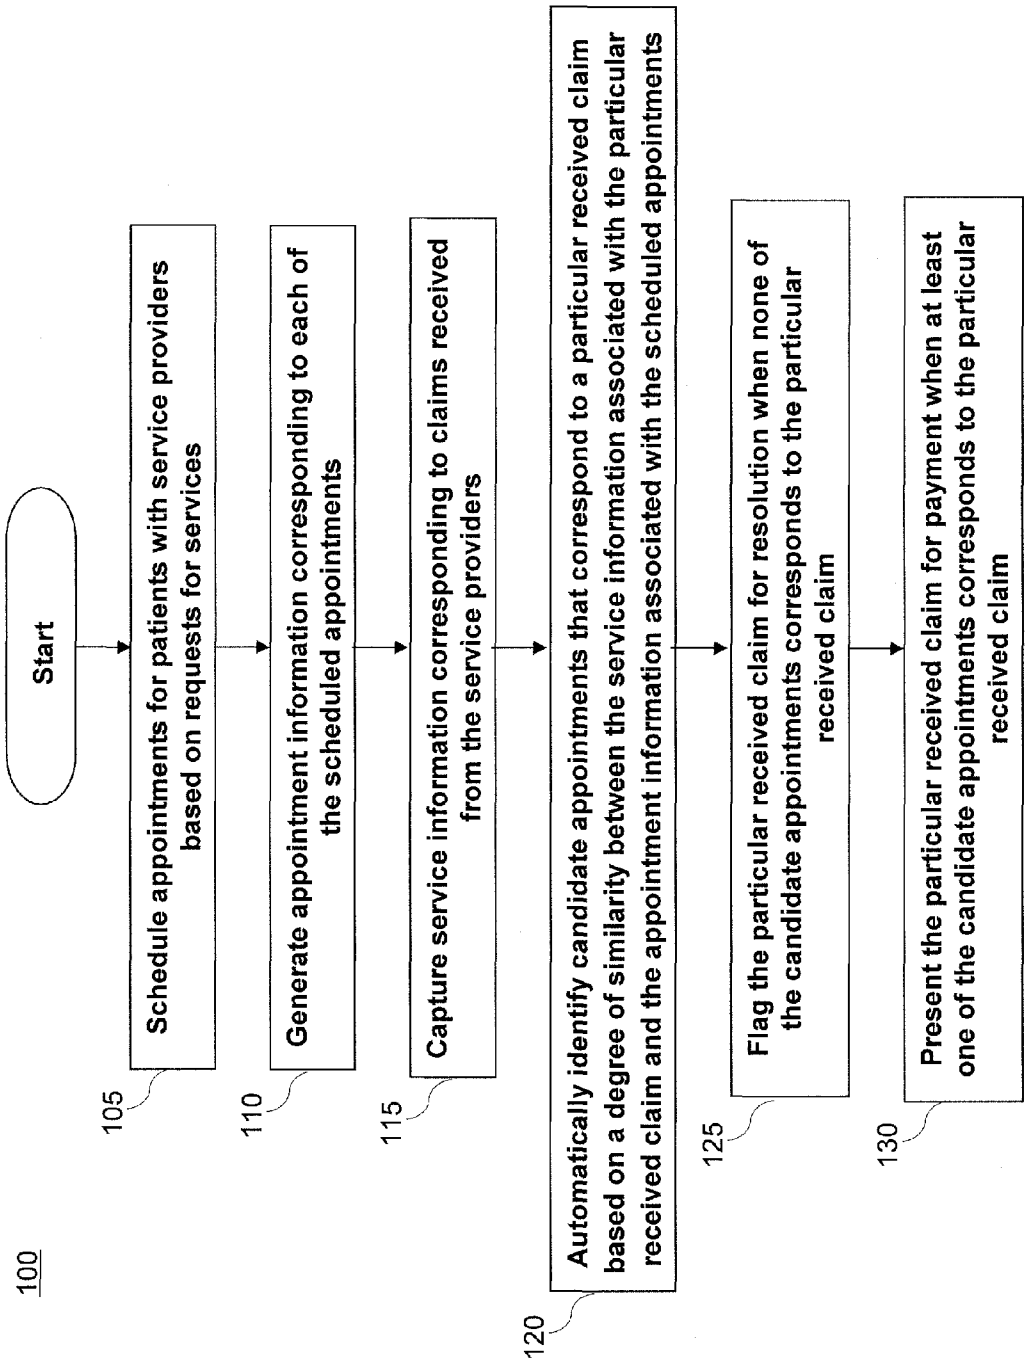 100
Start
105
Schedule appointments for patients with service providers
based on requests for services
110
Generate appointment information corresponding to each of
the scheduled appointments
115
Capture service information corresponding to claims received
from the service providers
120
Automatically identify candidate appointments that correspond to a particular received claim
based on a degree of similarity between the service information associated with the particular
received claim and the appointment information associated with the scheduled appointments
125
Flag the particular received claim for resolution when none of
the candidate appointments corresponds to the particular
received claim
130
Present the particular received claim for payment when at least
one of the candidate appointments corresponds to the particular
received claim